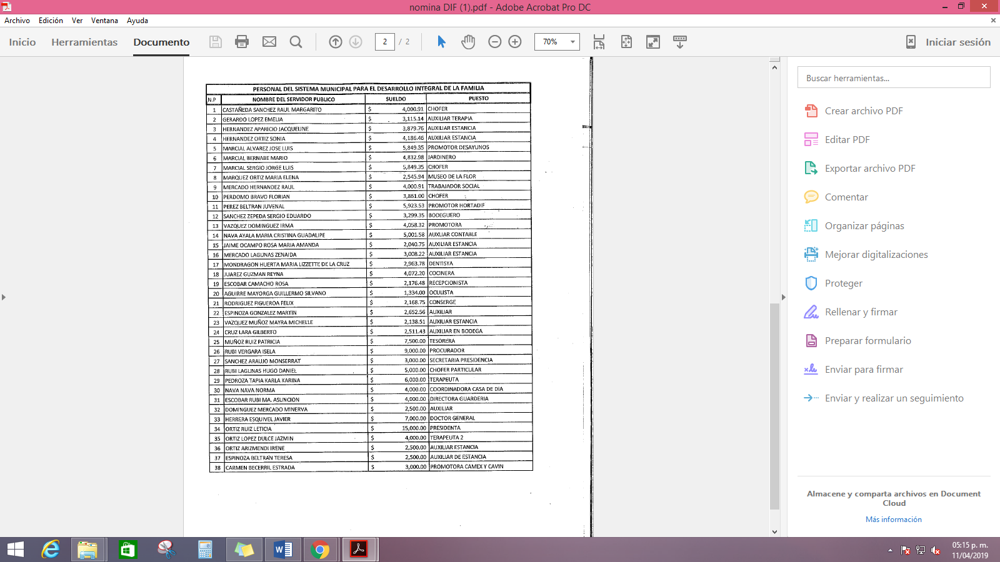 nomina DIF (1).pdf - Adobe Acrobat Pro DC
Archivo Edición Ver Ventana Ayuda
Inicio Herramientas Documento 2 / 2 70% Iniciar sesión
Buscar herramientas...
Crear archivo PDF
Editar PDF
Exportar archivo PDF
Comentar
Organizar páginas
Mejorar digitalizaciones
Proteger
Rellenar y firmar
Preparar formulario
Enviar para firmar
Enviar y realizar un seguimiento
Almacene y comparta archivos en Document
Cloud
Más información
PERSONAL DEL SISTEMA MUNICIPAL PARA EL DESARROLLO INTEGRAL DE LA FAMILIA
N.P NOMBRE DEL SERVIDOR PUBLICO SUELDO PUESTO
1 CASTAÑEDA SANCHEZ RAUL MARGARITO $ 4,000.91 CHOFER
2 GERARDO LOPEZ EMELIA $ 3,115.14 AUXILIAR TERAPIA
3 HERNANDEZ APARICIO JACQUELINE $ 3,879.76 AUXILIAR ESTANCIA
4 HERNANDEZ ORTIZ SONIA $ 4,186.46 AUXILIAR ESTANCIA
5 MARCIAL ALVAREZ JOSE LUIS $ 5,849.35 PROMOTOR DESAYUNOS
6 MARCIAL BERNABE MARIO $ 4,832.98 JARDINERO
7 MARCIAL SERGIO JORGE LUIS $ 5,849.35 CHOFER
8 MARQUEZ ORTIZ MARIA ELENA $ 2,545.94 MUSEO DE LA FLOR
9 MERCADO HERNANDEZ RAUL $ 4,000.91 TRABAJADOR SOCIAL
10 PERDOMO BRAVO FLORIAN $ 3,861.00 CHOFER
11 PEREZ BELTRAN JUVENAL $ 5,923.53 PROMOTOR HORTADIF
12 SANCHEZ ZEPEDA SERGIO EDUARDO $ 3,299.35 BODEGUERO
13 VAZQUEZ DOMINGUEZ IRMA $ 4,058.32 PROMOTORA
14 NAVA AYALA MARIA CRISTINA GUADALIPE $ 5,001.58 AUXLIAR CONTABLE
15 JAIME OCAMPO ROSA MARIA AMANDA $ 2,040.75 AUXILIAR ESTANCIA
16 MERCADO LAGUNAS ZENAIDA $ 3,008.22 AUXILIAR ESTANCIA
17 MONDRAGON HUERTA MARIA LIZZETTE DE LA CRUZ $ 2,963.78 DENTISTA
18 JUAREZ GUZMAN REYNA $ 4,072.20 COCINERA
19 ESCOBAR CAMACHO ROSA $ 2,176.48 RECEPCIONISTA
20 AGUIRRE MAYORGA GUILLERMO SILVANO $ 1,334.00 OCULISTA
21 RODRIGUEZ FIGUEROA FELIX $ 2,168.75 CONSERGE
22 ESPINOZA GONZALEZ MARTIN $ 2,652.56 AUXILIAR
23 VAZQUEZ MUÑOZ MAYRA MICHELLE $ 2,138.51 AUXILIAR ESTANCIA
24 CRUZ LARA GILBERTO $ 2,511.43 AUXILIAR EN BODEGA
25 MUÑOZ RUIZ PATRICIA $ 7,500.00 TESORERA
26 RUBI VERGARA ISELA $ 9,000.00 PROCURADOR
27 SANCHEZ ARAUJO MONSERRAT $ 3,000.00 SECRETARIA PRESIDENCIA
28 RUBI LAGUNAS HUGO DANIEL $ 5,000.00 CHOFER PARTICULAR
29 PEDROZA TAPIA KARLA KARINA $ 6,000.00 TERAPEUTA
30 NAVA NAVA NORMA $ 4,000.00 COORDINADORA CASA DE DIA
31 ESCOBAR RUBI MA. ASUNCION $ 4,000.00 DIRECTORA GUARDERIA
32 DOMINGUEZ MERCADO MINERVA $ 2,500.00 AUXILIAR
33 HERRERA ESQUIVEL JAVIER $ 7,000.00 DOCTOR GENERAL
34 ORTIZ RUIZ LETICIA $ 15,000.00 PRESIDENTA
35 ORTIZ LOPEZ DULCE JAZMIN $ 4,000.00 TERAPEUTA 2
36 ORTIZ ARIZMENDI IRENE $ 2,500.00 AUXILIAR ESTANCIA
37 ESPINOZA BELTRAN TERESA $ 2,500.00 AUXILIAR DE ESTANCIA
38 CARMEN BECERRIL ESTRADA $ 3,000.00 PROMOTORA CAMEX Y CAVIN
05:15 p. m.
11/04/2019